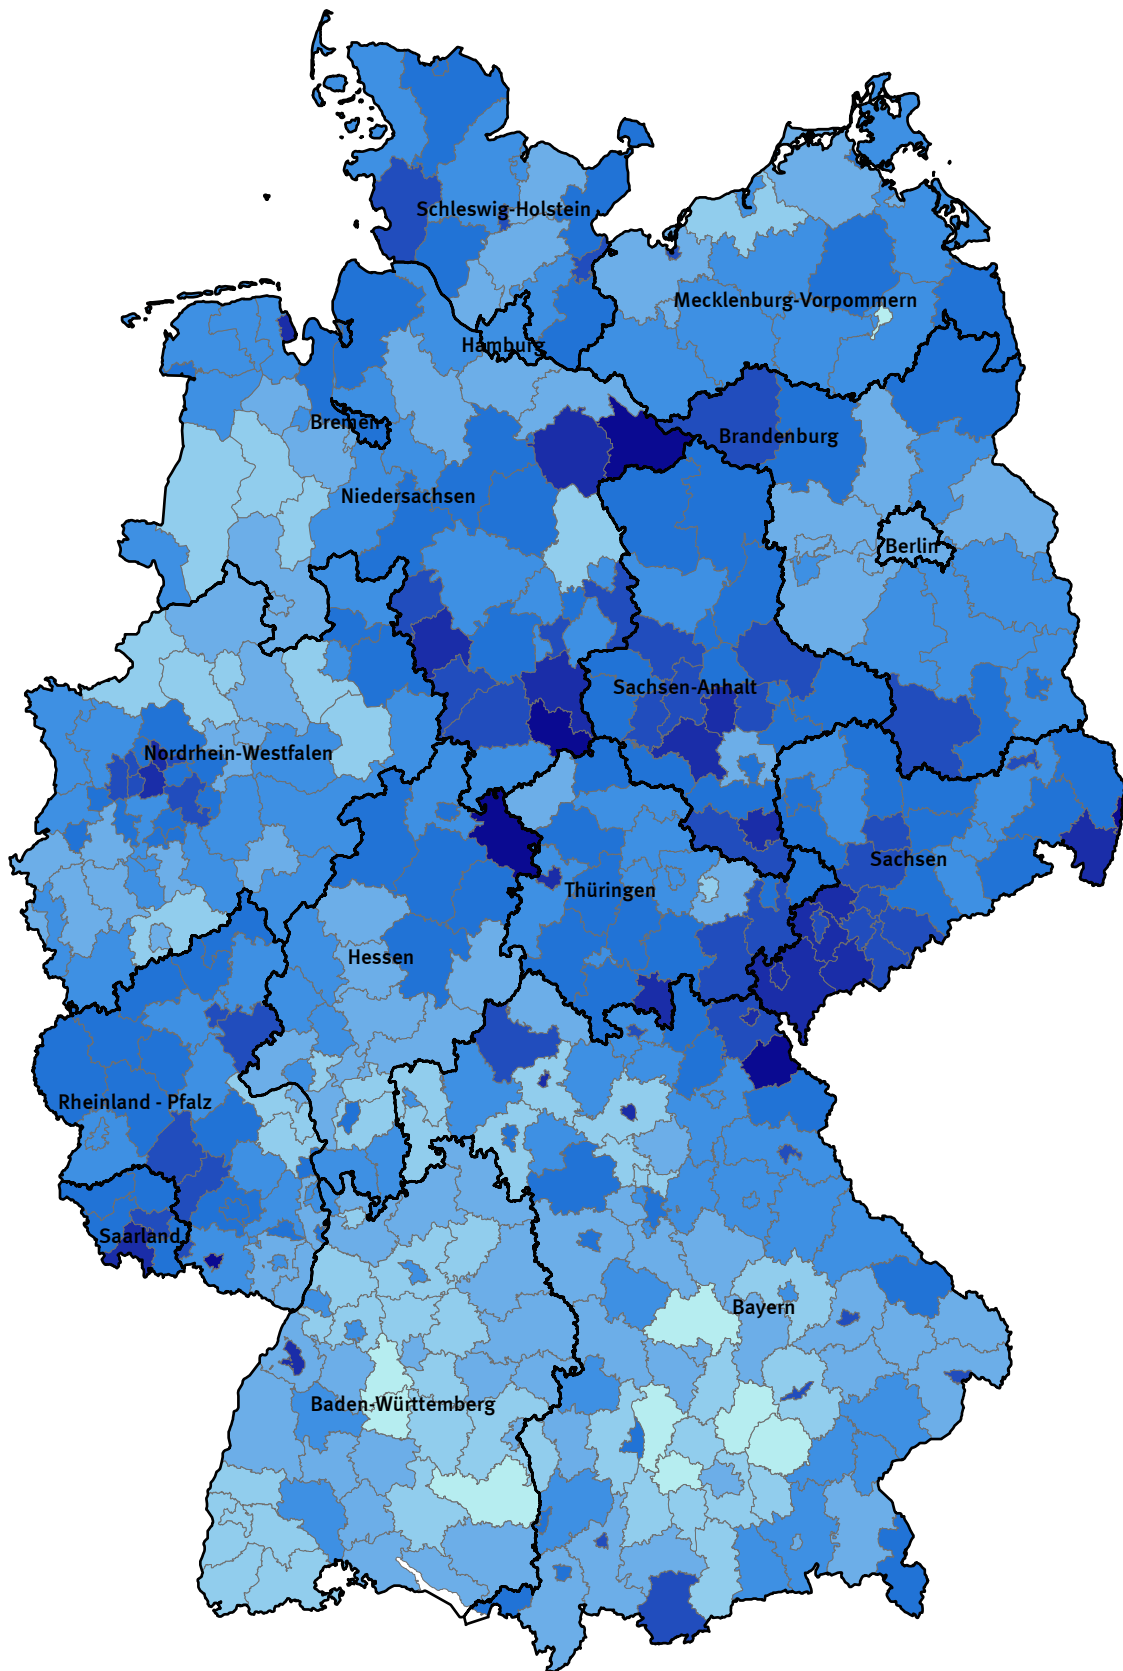 Schleswig-Holstein
Mecklenburg-Vorpommern
Hamburg
Bremen
Brandenburg
Niedersachsen
Berlin
Sachsen-Anhalt
Nordrhein-Westfalen
Sachsen
Thüringen
Hessen
Rheinland - Pfalz
Saarland
Bayern
Baden-Württemberg